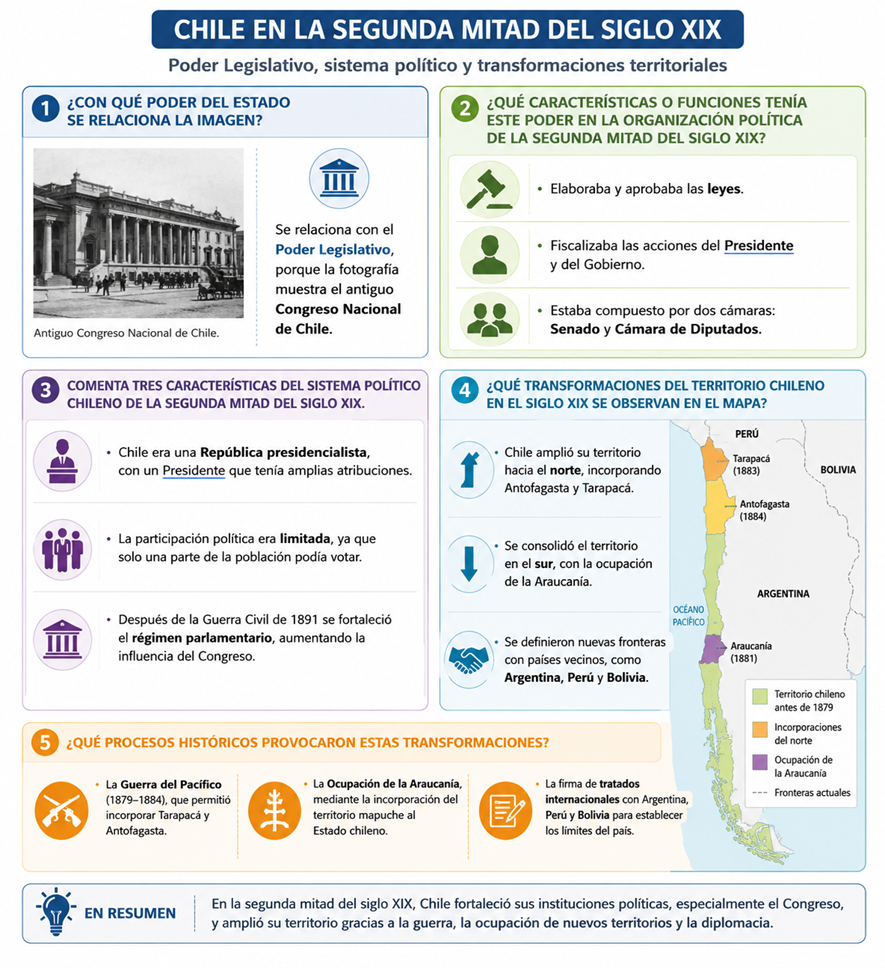 CHILE EN LA SEGUNDA MITAD DEL SIGLO XIX
Poder Legislativo, sistema político y transformaciones territoriales
1
¿CON QUÉ PODER DEL ESTADO
SE RELACIONA LA IMAGEN?
Antiguo Congreso Nacional de Chile.
Se relaciona con el
Poder Legislativo,
porque la fotografía
muestra el antiguo
Congreso Nacional
de Chile.
2
¿QUÉ CARACTERÍSTICAS O FUNCIONES TENÍA
ESTE PODER EN LA ORGANIZACIÓN POLÍTICA
DE LA SEGUNDA MITAD DEL SIGLO XIX?
• Elaboraba y aprobaba las leyes.
• Fiscalizaba las acciones del Presidente
y del Gobierno.
• Estaba compuesto por dos cámaras:
Senado y Cámara de Diputados.
3
COMENTA TRES CARACTERÍSTICAS DEL SISTEMA POLÍTICO
CHILENO DE LA SEGUNDA MITAD DEL SIGLO XIX.
• Chile era una República presidencialista,
con un Presidente que tenía amplias atribuciones.
• La participación política era limitada, ya que
solo una parte de la población podía votar.
• Después de la Guerra Civil de 1891 se fortaleció
el régimen parlamentario, aumentando la
influencia del Congreso.
4
¿QUÉ TRANSFORMACIONES DEL TERRITORIO CHILENO
EN EL SIGLO XIX SE OBSERVAN EN EL MAPA?
• Chile amplió su territorio
hacia el norte, incorporando
Antofagasta y Tarapacá.
• Se consolidó el territorio
en el sur, con la ocupación
de la Araucanía.
• Se definieron nuevas fronteras
con países vecinos, como
Argentina, Perú y Bolivia.
PERÚ
Tarapacá
(1883)
BOLIVIA
Antofagasta
(1884)
ARGENTINA
OCÉANO
PACÍFICO
Araucanía
(1881)
Territorio chileno
antes de 1879
Incorporaciones
del norte
Ocupación de
la Araucanía
Fronteras actuales
5
¿QUÉ PROCESOS HISTÓRICOS PROVOCARON ESTAS TRANSFORMACIONES?
• La Guerra del Pacífico
(1879–1884), que permitió
incorporar Tarapacá y
Antofagasta.
• La Ocupación de la Araucanía,
mediante la incorporación del
territorio mapuche al
Estado chileno.
• La firma de tratados
internacionales con Argentina,
Perú y Bolivia para establecer
los límites del país.
EN RESUMEN
En la segunda mitad del siglo XIX, Chile fortaleció sus instituciones políticas, especialmente el Congreso,
y amplió su territorio gracias a la guerra, la ocupación de nuevos territorios y la diplomacia.